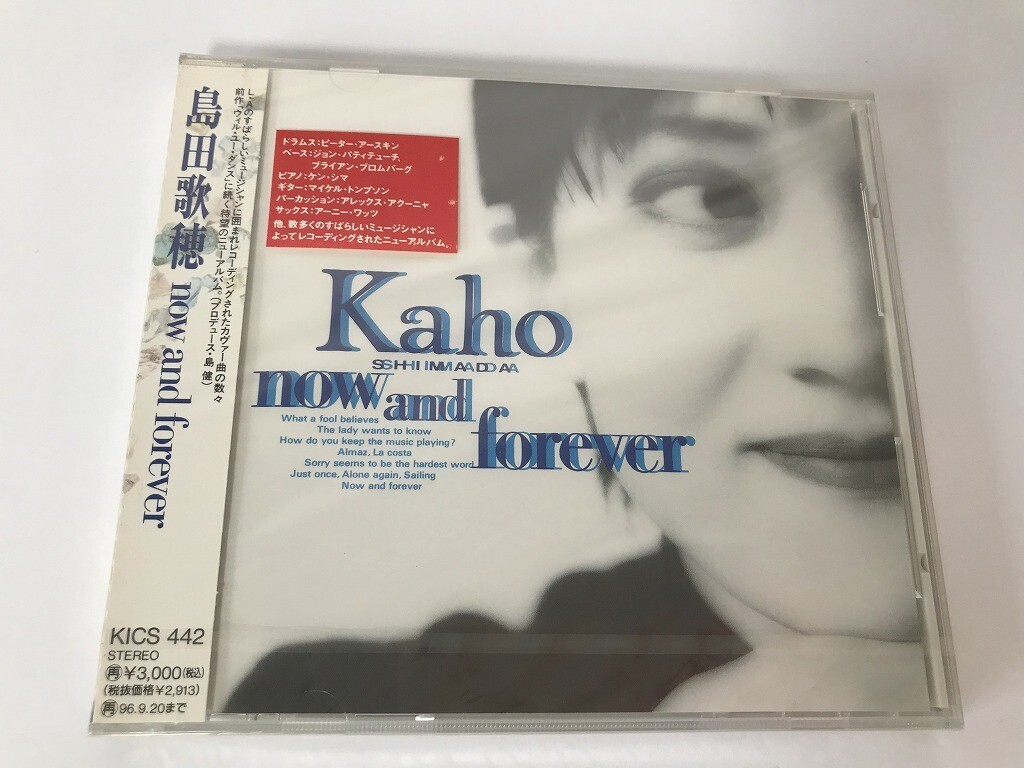 島田歌穂 now and forever
L・Aのすばらしいミュージシャンに囲まれレコーディングされたカヴァー曲の数々
前作「ウィル・ユー・ダンス」に続く待望のニューアルバム。(プロデュース・島 健)
KICS 442
STEREO
再¥3,000(税込)
(税抜価格¥2,913)
再96.9.20まで
ドラムス:ピーター・アースキン
ベース:ジョン・パティテューチ,
ブライアン・ブロムバーグ
ピアノ:ケン・シマ
ギター:マイケル・トンプソン
パーカッション:アレックス・アクーニャ
サックス:アーニー・ワッツ
他、数多くのすばらしいミュージシャンに
よってレコーディングされたニューアルバム。
Kaho
SHIMADA
now and
forever
What a fool believes
The lady wants to know
How do you keep the music playing?
Almaz, La costa
Sorry seems to be the hardest word
Just once, Alone again, Sailing
Now and forever